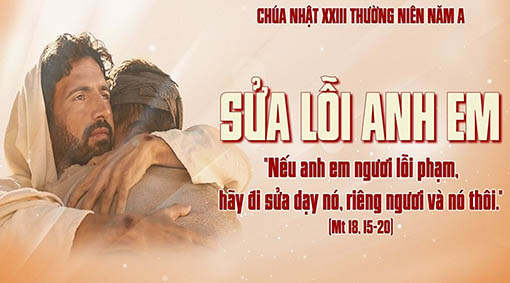 CHÚA NHẬT XXIII THƯỜNG NIÊN NĂM A
SỬA LỖI ANH EM
"Nếu anh em ngươi lỗi phạm,
hãy đi sửa dạy nó, riêng ngươi và nó thôi."
(Mt 18, 15-20)